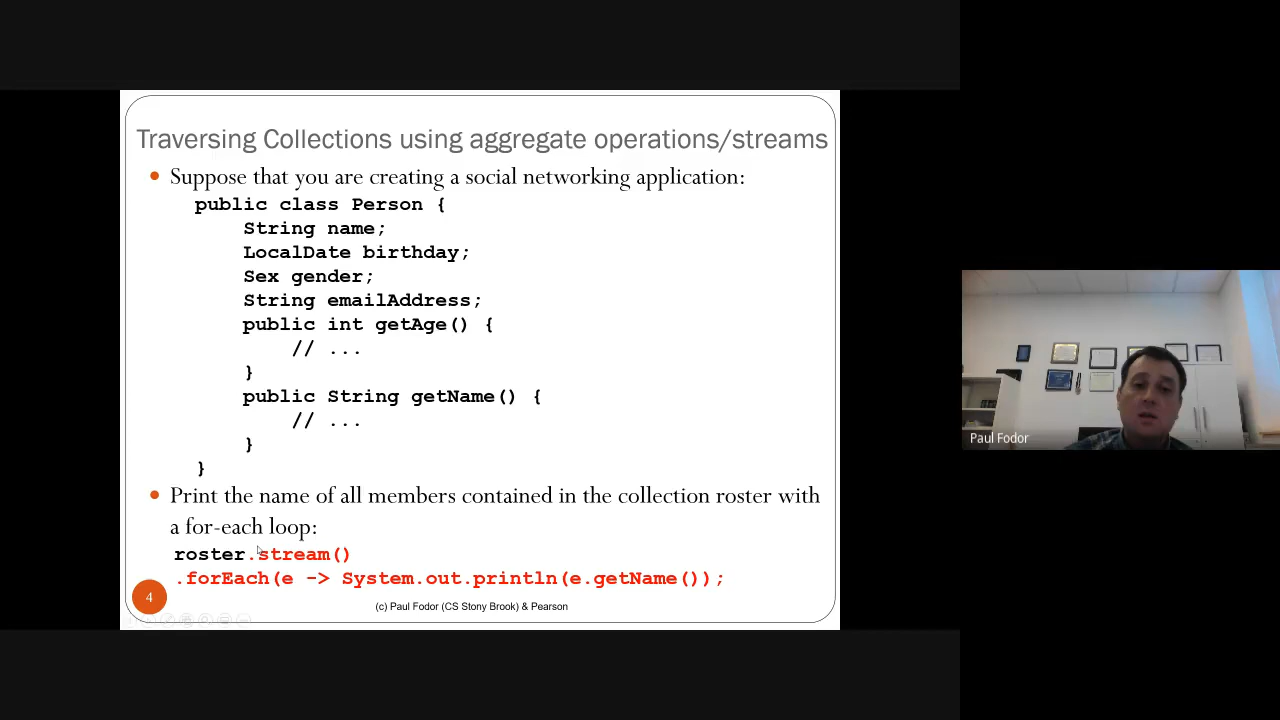 Traversing Collections using aggregate operations/streams
• Suppose that you are creating a social networking application:
public class Person {
String name;
LocalDate birthday;
Sex gender;
String emailAddress;
public int getAge() {
// ...
}
public String getName() {
// ...
}
}
• Print the name of all members contained in the collection roster with
a for-each loop:
roster.stream()
.forEach(e -> System.out.println(e.getName());
4
(c) Paul Fodor (CS Stony Brook) & Pearson
Paul Fodor